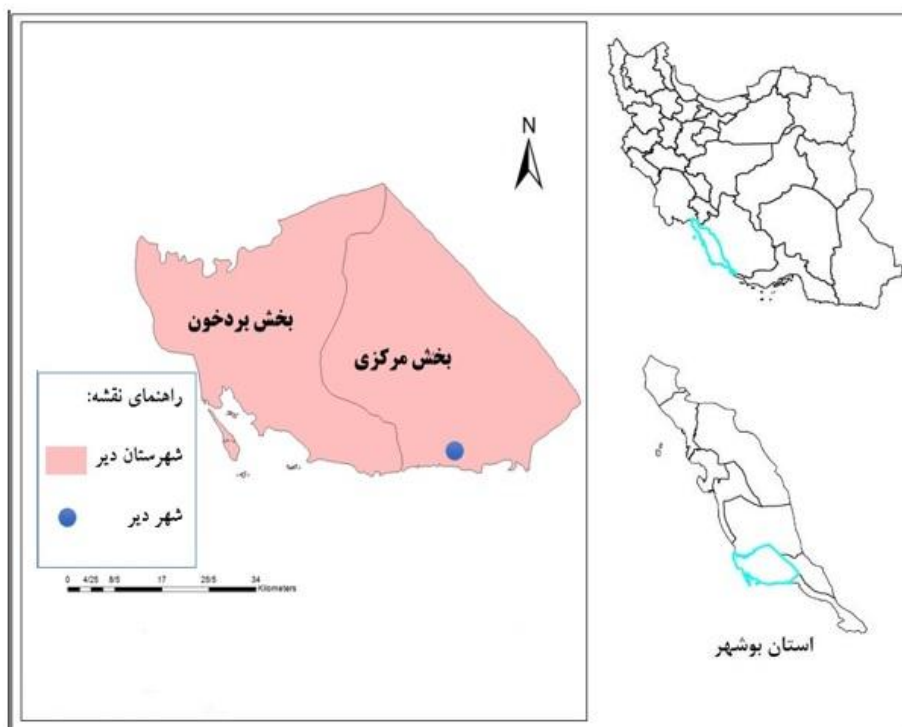 N
بخش بردخون
بخش مرکزی
راهنمای نقشه:
شهرستان دیر
شهر دیر
0 4/25 8/5 17 25/5 34
Kilometers
استان بوشهر